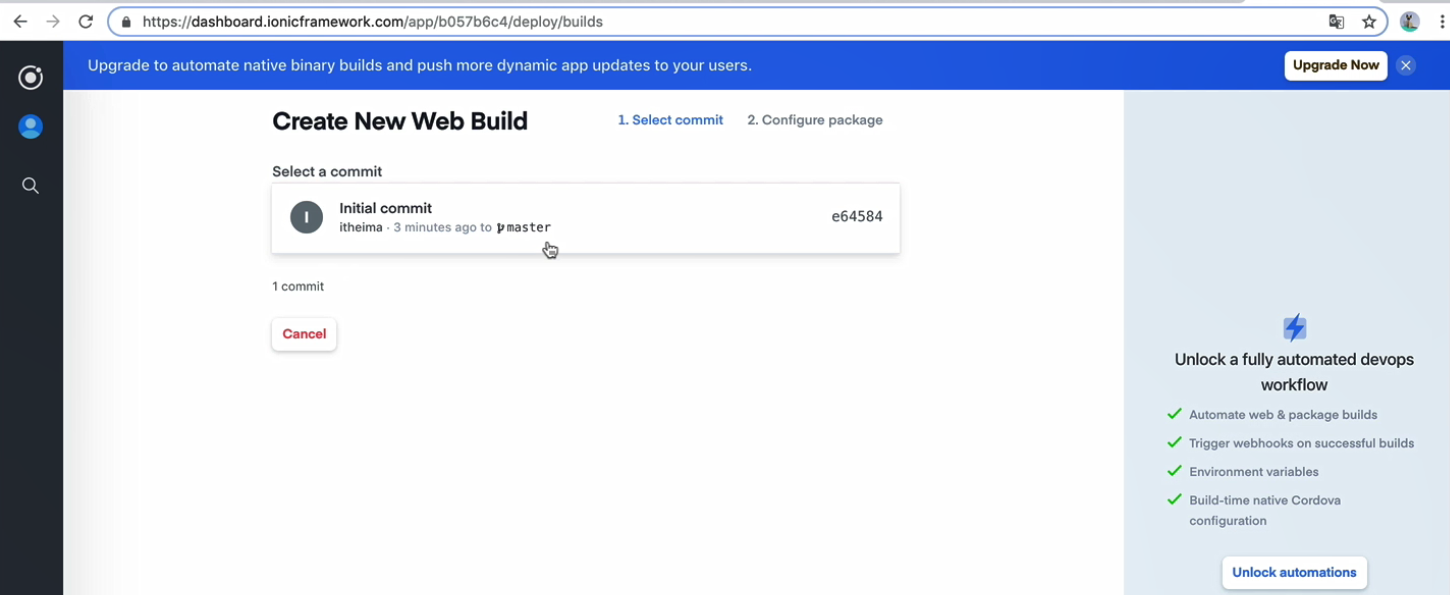 https://dashboard.ionicframework.com/app/b057b6c4/deploy/builds
Upgrade to automate native binary builds and push more dynamic app updates to your users.
Upgrade Now
Create New Web Build
1. Select commit
2. Configure package
Select a commit
I
Initial commit
itheima · 3 minutes ago to master
e64584
1 commit
Cancel
Unlock a fully automated devops
workflow
Automate web & package builds
Trigger webhooks on successful builds
Environment variables
Build-time native Cordova
configuration
Unlock automations